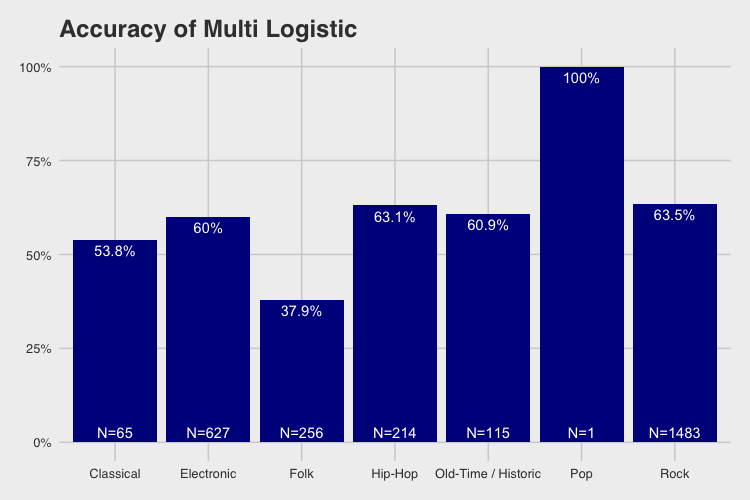 Accuracy of Multi Logistic
100%
75%
50%
25%
0%
53.8%
60%
37.9%
63.1%
60.9%
100%
63.5%
N=65
N=627
N=256
N=214
N=115
N=1
N=1483
Classical
Electronic
Folk
Hip-Hop
Old-Time / Historic
Pop
Rock